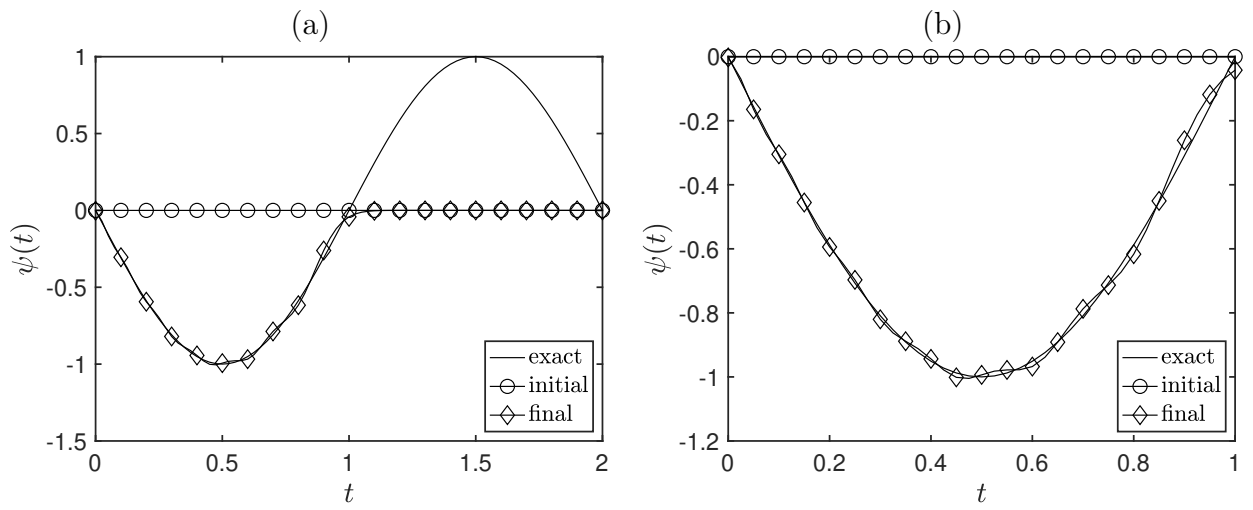 (a)
1
0.5
0
-0.5
-1
-1.5
ψ(t)
0 0.5 1 1.5 2
t
exact
initial
final
(b)
0
-0.2
-0.4
-0.6
-0.8
-1
-1.2
ψ(t)
0 0.2 0.4 0.6 0.8 1
t
exact
initial
final